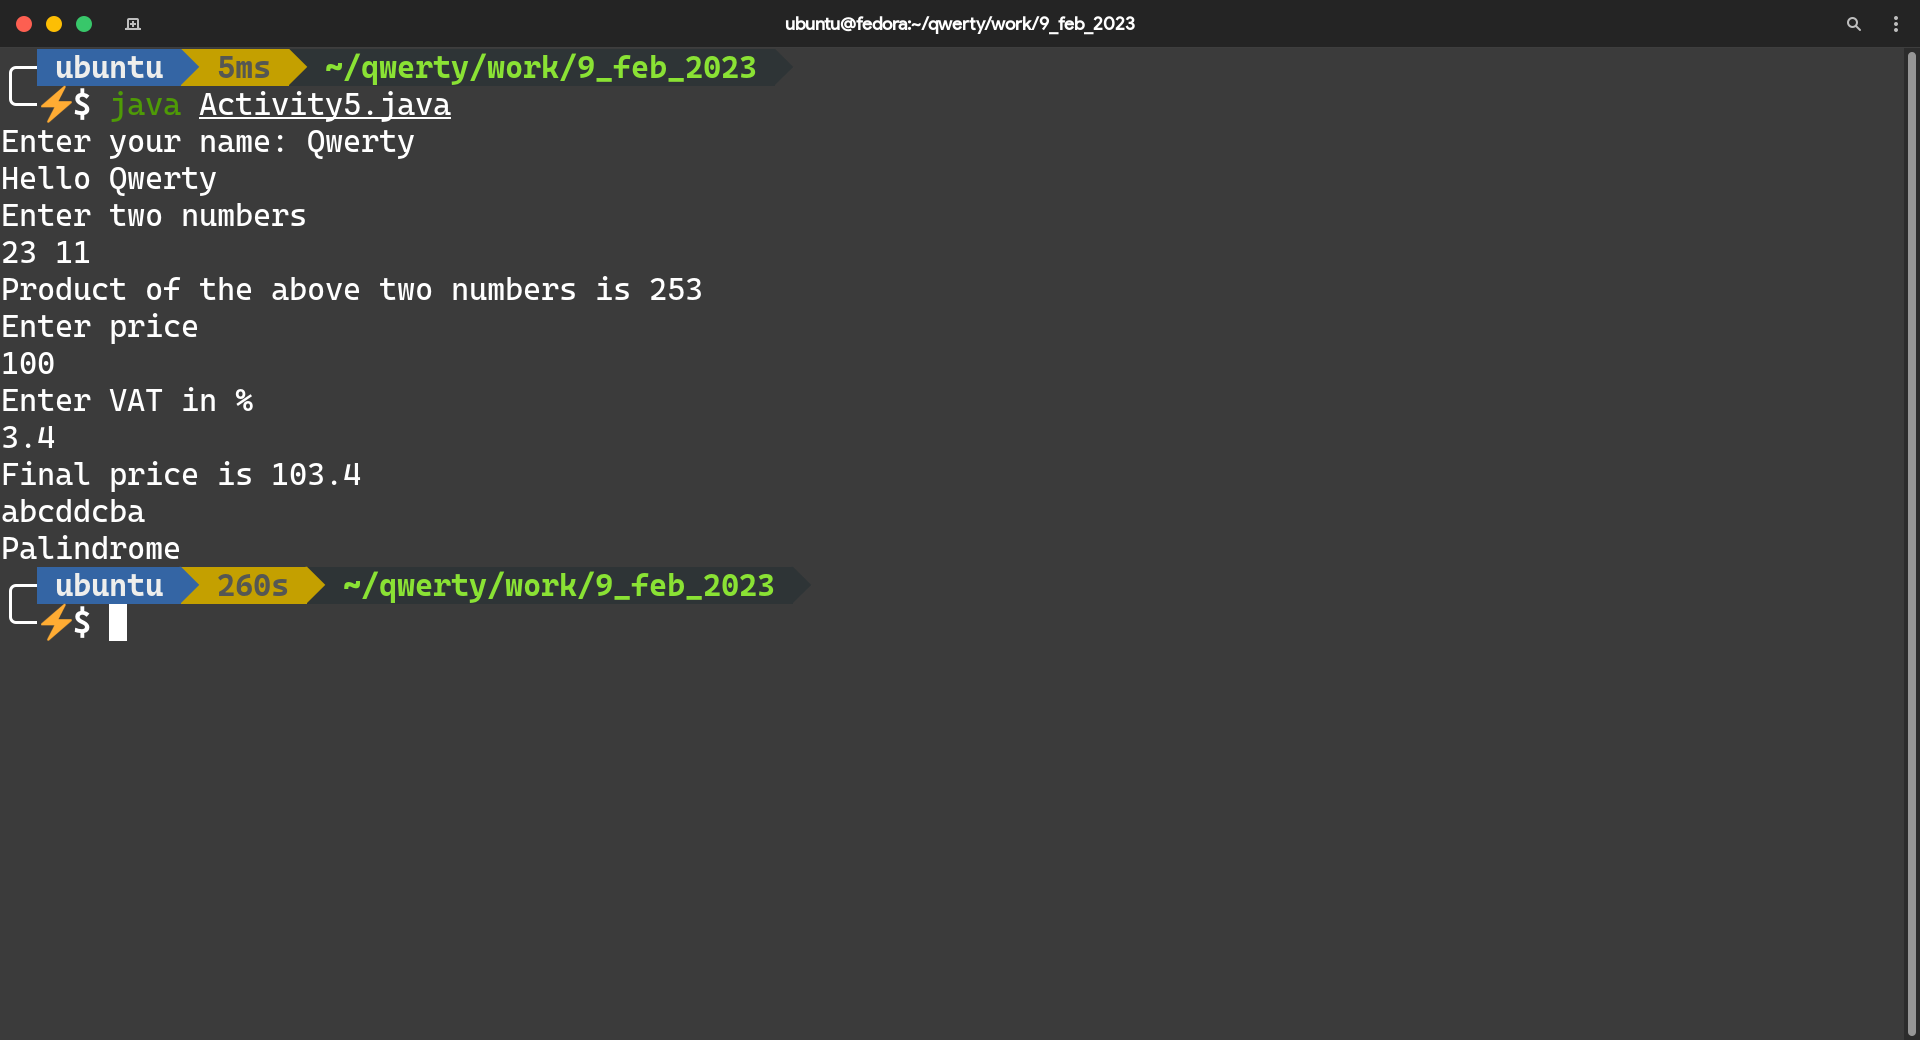 ubuntu@fedora:~/qwerty/work/9_feb_2023
ubuntu 5ms ~/qwerty/work/9_feb_2023
⚡$ java Activity5.java
Enter your name: Qwerty
Hello Qwerty
Enter two numbers
23 11
Product of the above two numbers is 253
Enter price
100
Enter VAT in %
3.4
Final price is 103.4
abcddcba
Palindrome
ubuntu 260s ~/qwerty/work/9_feb_2023
⚡$